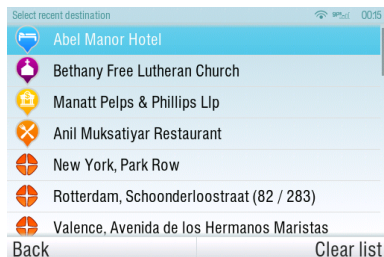 Select recent destination 00:15
Abel Manor Hotel
Bethany Free Lutheran Church
Manatt Pelps & Phillips Llp
Anil Muksatiyar Restaurant
New York, Park Row
Rotterdam, Schoonderloostraat (82 / 283)
Valence, Avenida de los Hermanos Maristas
Back Clear list